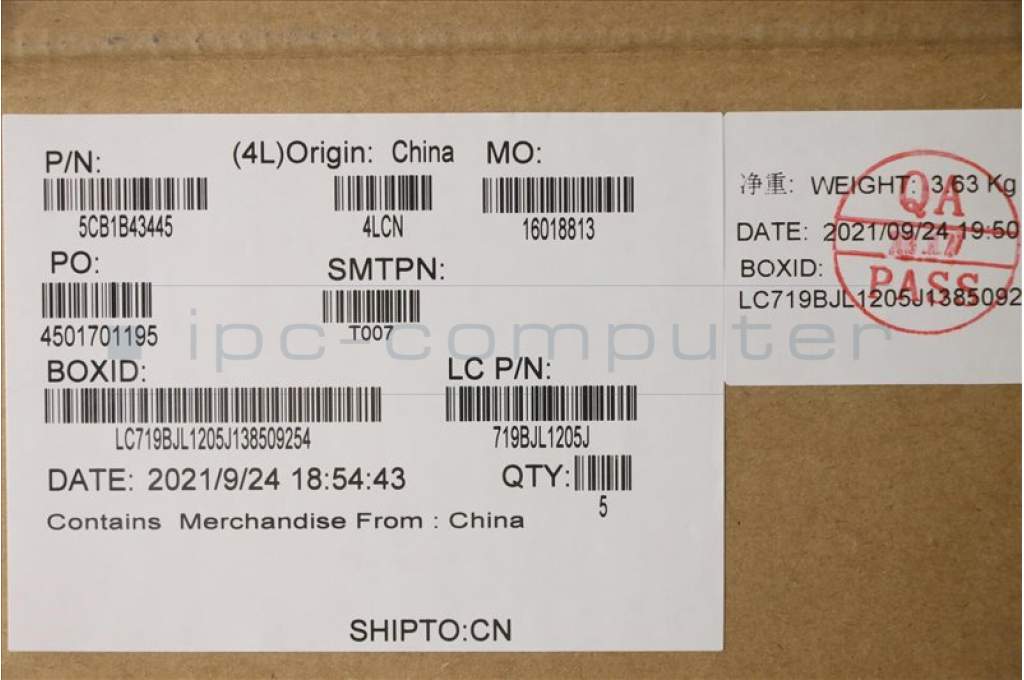 P/N: (4L)Origin: China MO:
5CB1B43445 4LCN 16018813
PO: SMTPN:
4501701195 T007
BOXID: LC P/N:
LC719BJL1205J138509254 719BJL1205J
DATE: 2021/9/24 18:54:43 QTY:
5
Contains Merchandise From : China
SHIPTO:CN
净重: WEIGHT: 3.63 Kg
DATE: 2021/09/24 19:50
BOXID:
LC719BJL1205J1385092
QA
PASS
ipc-computer